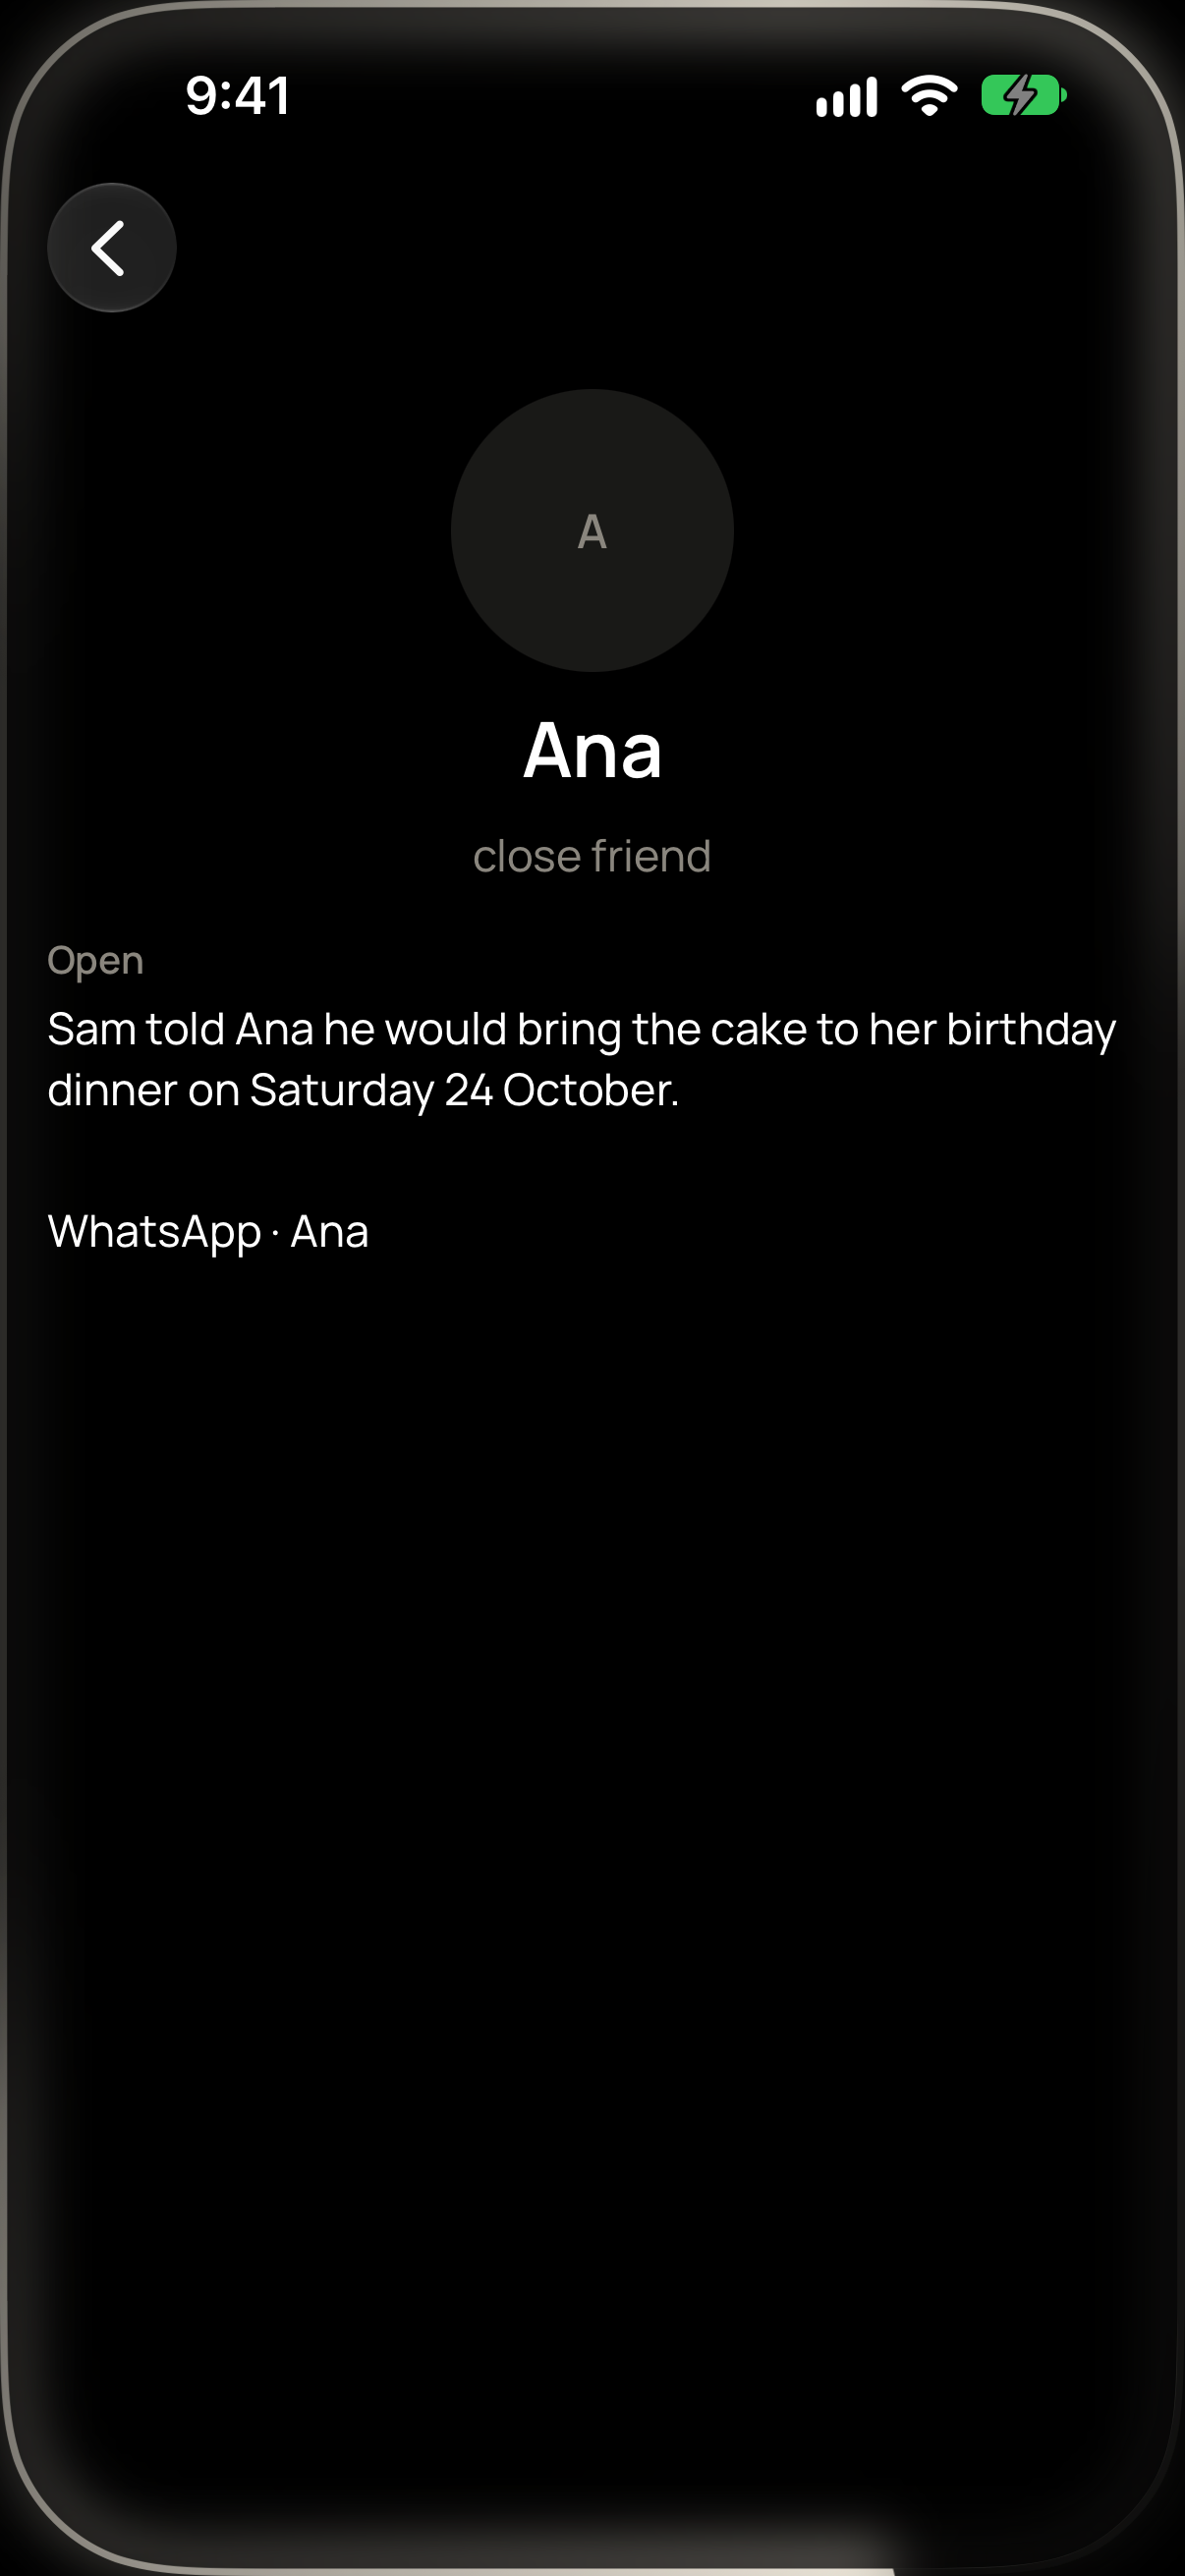 9:41
A
Ana
close friend
Open
Sam told Ana he would bring the cake to her birthday
dinner on Saturday 24 October.
WhatsApp · Ana